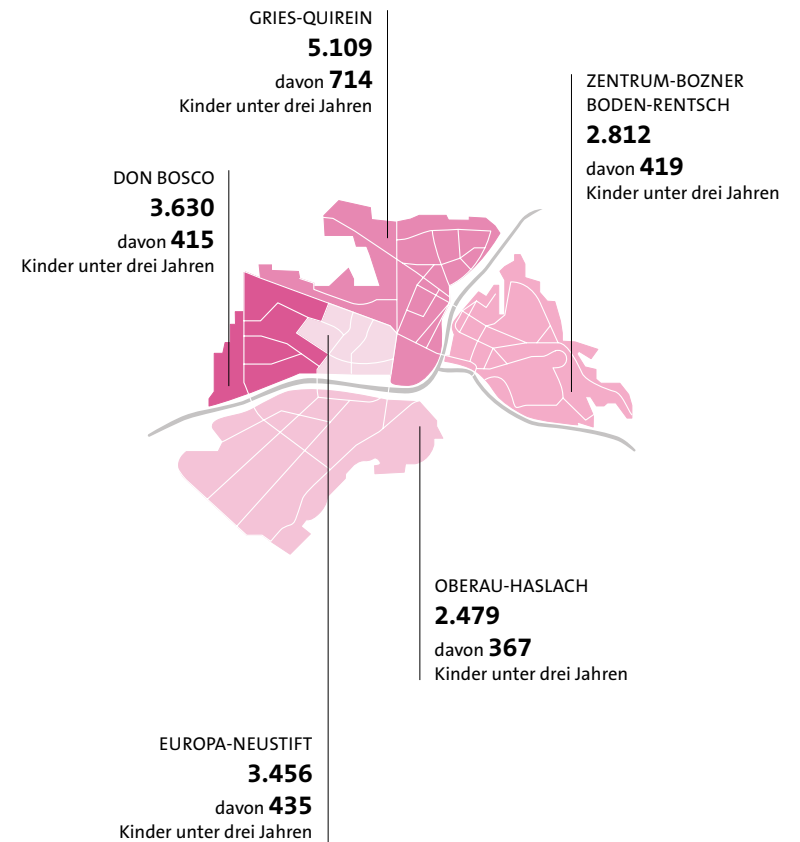 GRIES-QUIREIN
5.109
davon 714
Kinder unter drei Jahren
ZENTRUM-BOZNER
BODEN-RENTSCH
2.812
davon 419
Kinder unter drei Jahren
DON BOSCO
3.630
davon 415
Kinder unter drei Jahren
OBERAU-HASLACH
2.479
davon 367
Kinder unter drei Jahren
EUROPA-NEUSTIFT
3.456
davon 435
Kinder unter drei Jahren